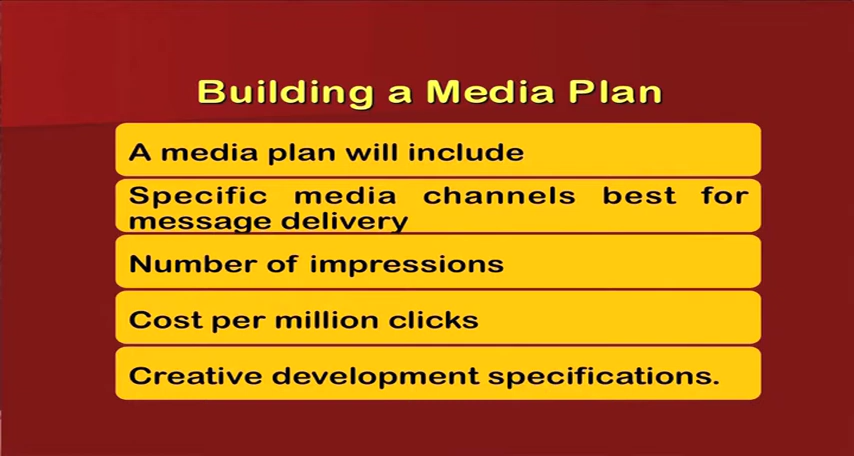 Building a Media Plan
A media plan will include
Specific media channels best for
message delivery
Number of impressions
Cost per million clicks
Creative development specifications.